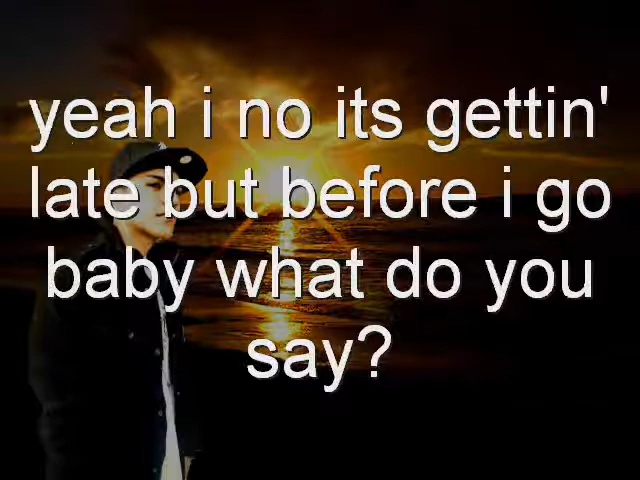 yeah i no its gettin'
late but before i go
baby what do you
say?